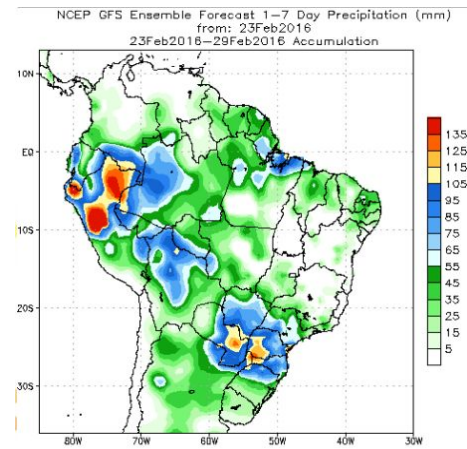 NCEP GFS Ensemble Forecast 1-7 Day Precipitation (mm)
from: 23Feb2016
23Feb2016-29Feb2016 Accumulation
10N
EQ
10S
20S
30S
80W 70W 60W 50W 40W 30W
135
125
115
105
95
85
75
65
55
45
35
25
15
5